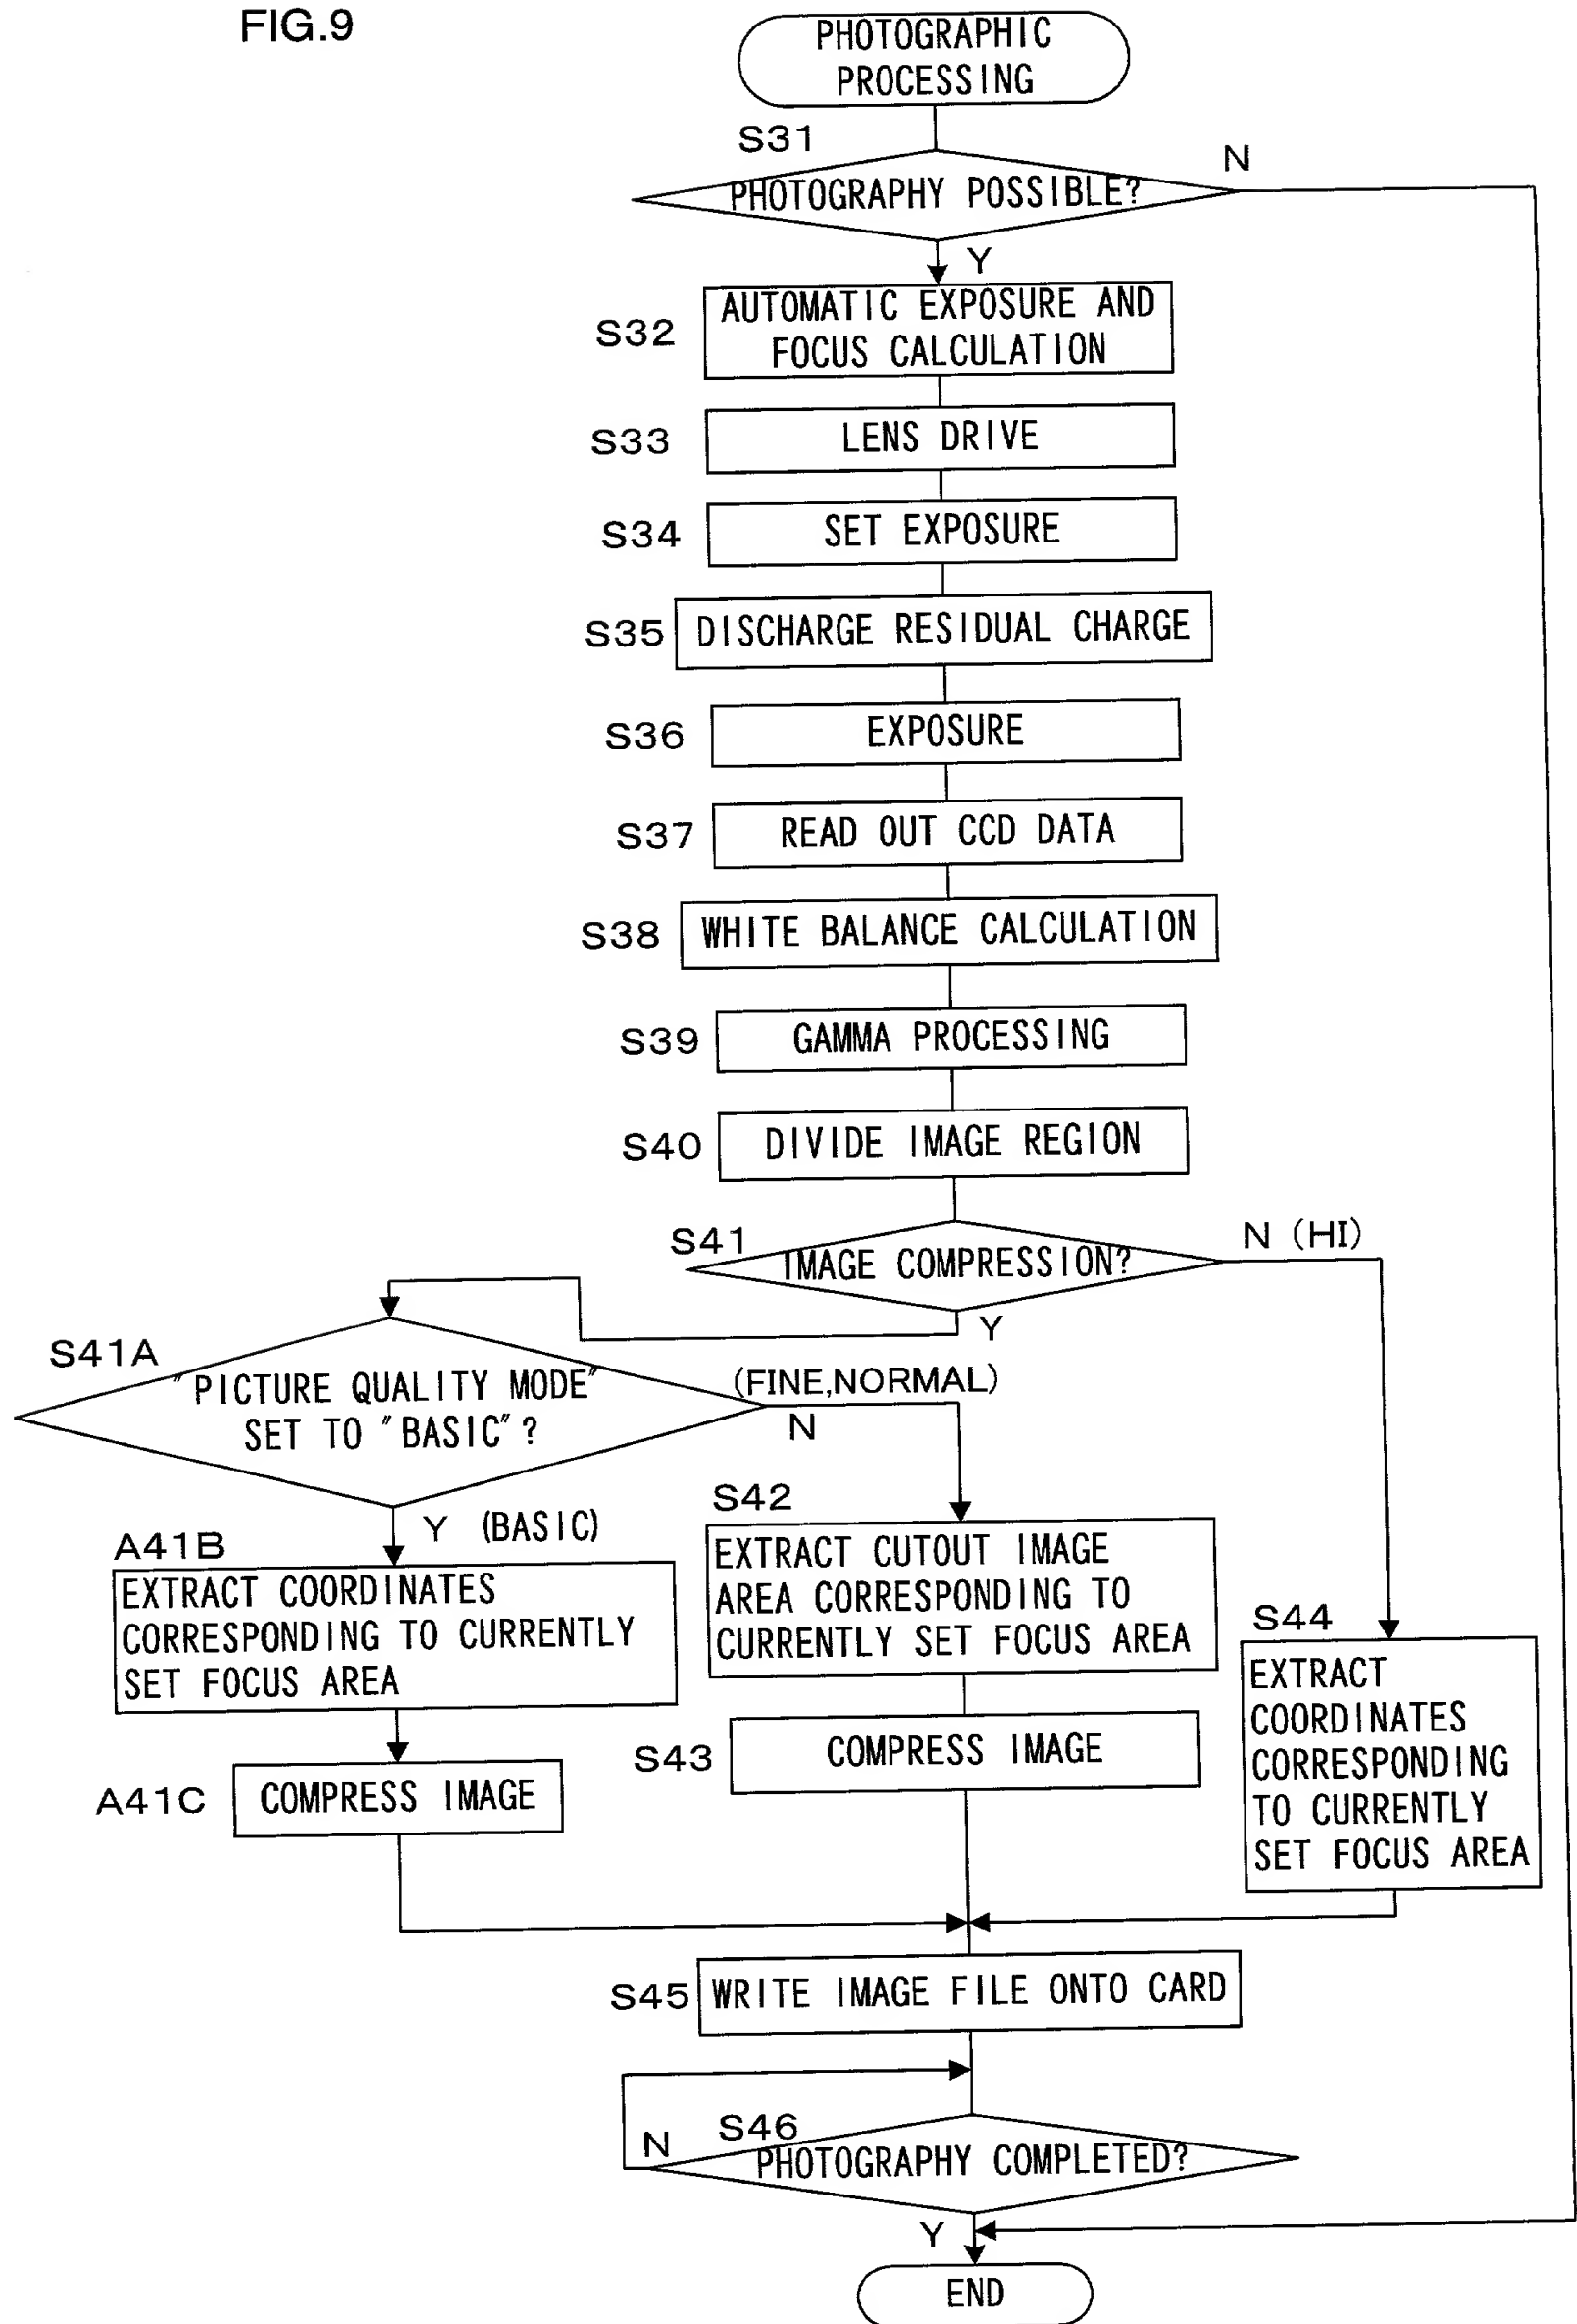 FIG.9
PHOTOGRAPHIC
PROCESSING
S31
N
PHOTOGRAPHY POSSIBLE?
Y
S32
AUTOMATIC EXPOSURE AND
FOCUS CALCULATION
S33
LENS DRIVE
S34
SET EXPOSURE
S35
DISCHARGE RESIDUAL CHARGE
S36
EXPOSURE
S37
READ OUT CCD DATA
S38
WHITE BALANCE CALCULATION
S39
GAMMA PROCESSING
S40
DIVIDE IMAGE REGION
S41
N (HI)
IMAGE COMPRESSION?
Y
S41A
"PICTURE QUALITY MODE"
SET TO "BASIC"?
(FINE,NORMAL)
N
Y (BASIC)
A41B
EXTRACT COORDINATES
CORRESPONDING TO CURRENTLY
SET FOCUS AREA
A41C
COMPRESS IMAGE
S42
EXTRACT CUTOUT IMAGE
AREA CORRESPONDING TO
CURRENTLY SET FOCUS AREA
S43
COMPRESS IMAGE
S44
EXTRACT
COORDINATES
CORRESPONDING
TO CURRENTLY
SET FOCUS AREA
S45
WRITE IMAGE FILE ONTO CARD
S46
N
PHOTOGRAPHY COMPLETED?
Y
END